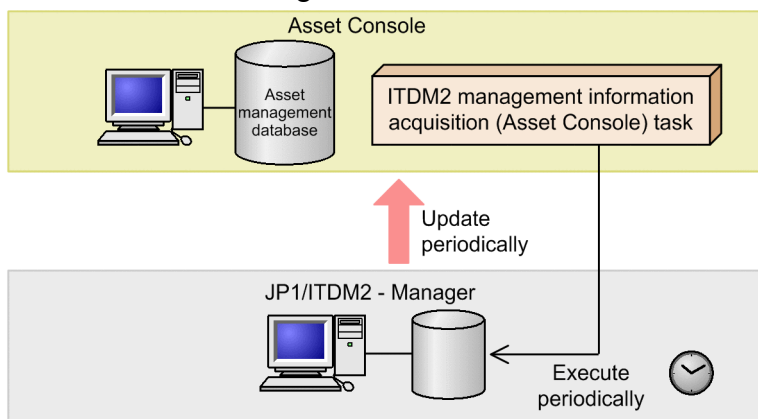 Asset Console
Asset
management
database
ITDM2 management information
acquisition (Asset Console) task
Update
periodically
JP1/ITDM2 - Manager
Execute
periodically